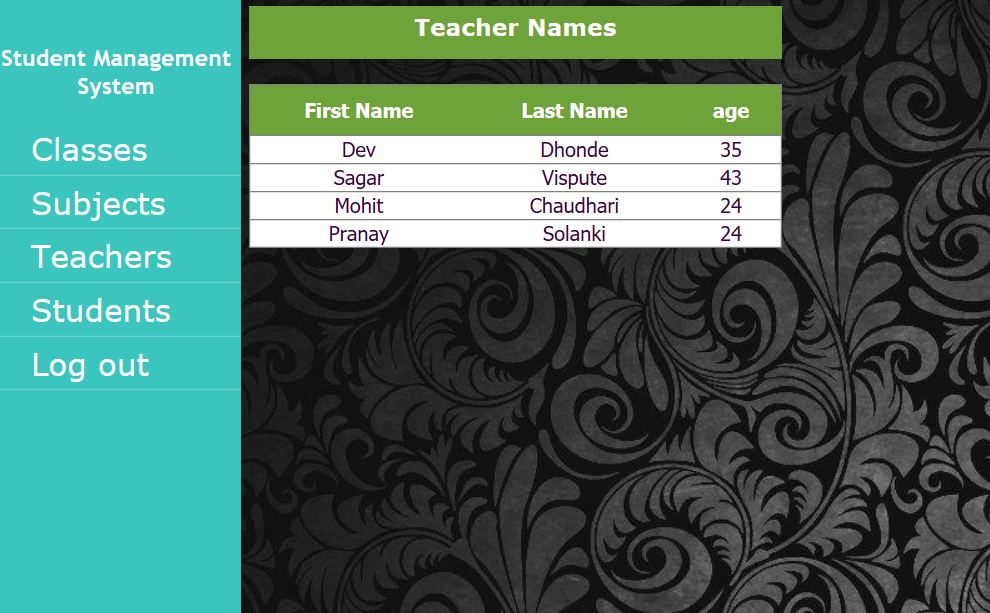 Student Management
System
Classes
Subjects
Teachers
Students
Log out
Teacher Names
First Name Last Name age
Dev Dhonde 35
Sagar Vispute 43
Mohit Chaudhari 24
Pranay Solanki 24